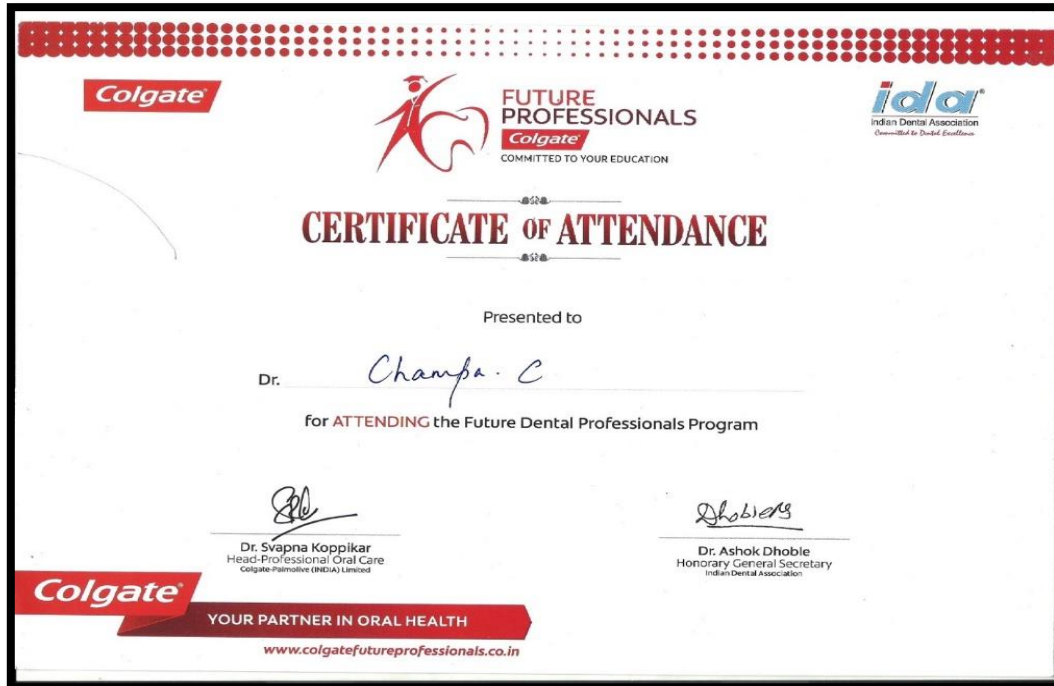 Colgate®
FUTURE
PROFESSIONALS
Colgate®
COMMITTED TO YOUR EDUCATION
ida®
Indian Dental Association
Committed to Dental Excellence
CERTIFICATE OF ATTENDANCE
Presented to
Dr. Champa. C
for ATTENDING the Future Dental Professionals Program
Dr. Svapna Koppikar
Head-Professional Oral Care
Colgate-Palmolive (INDIA) Limited
Dr. Ashok Dhoble
Honorary General Secretary
Indian Dental Association
Colgate®
YOUR PARTNER IN ORAL HEALTH
www.colgatefutureprofessionals.co.in